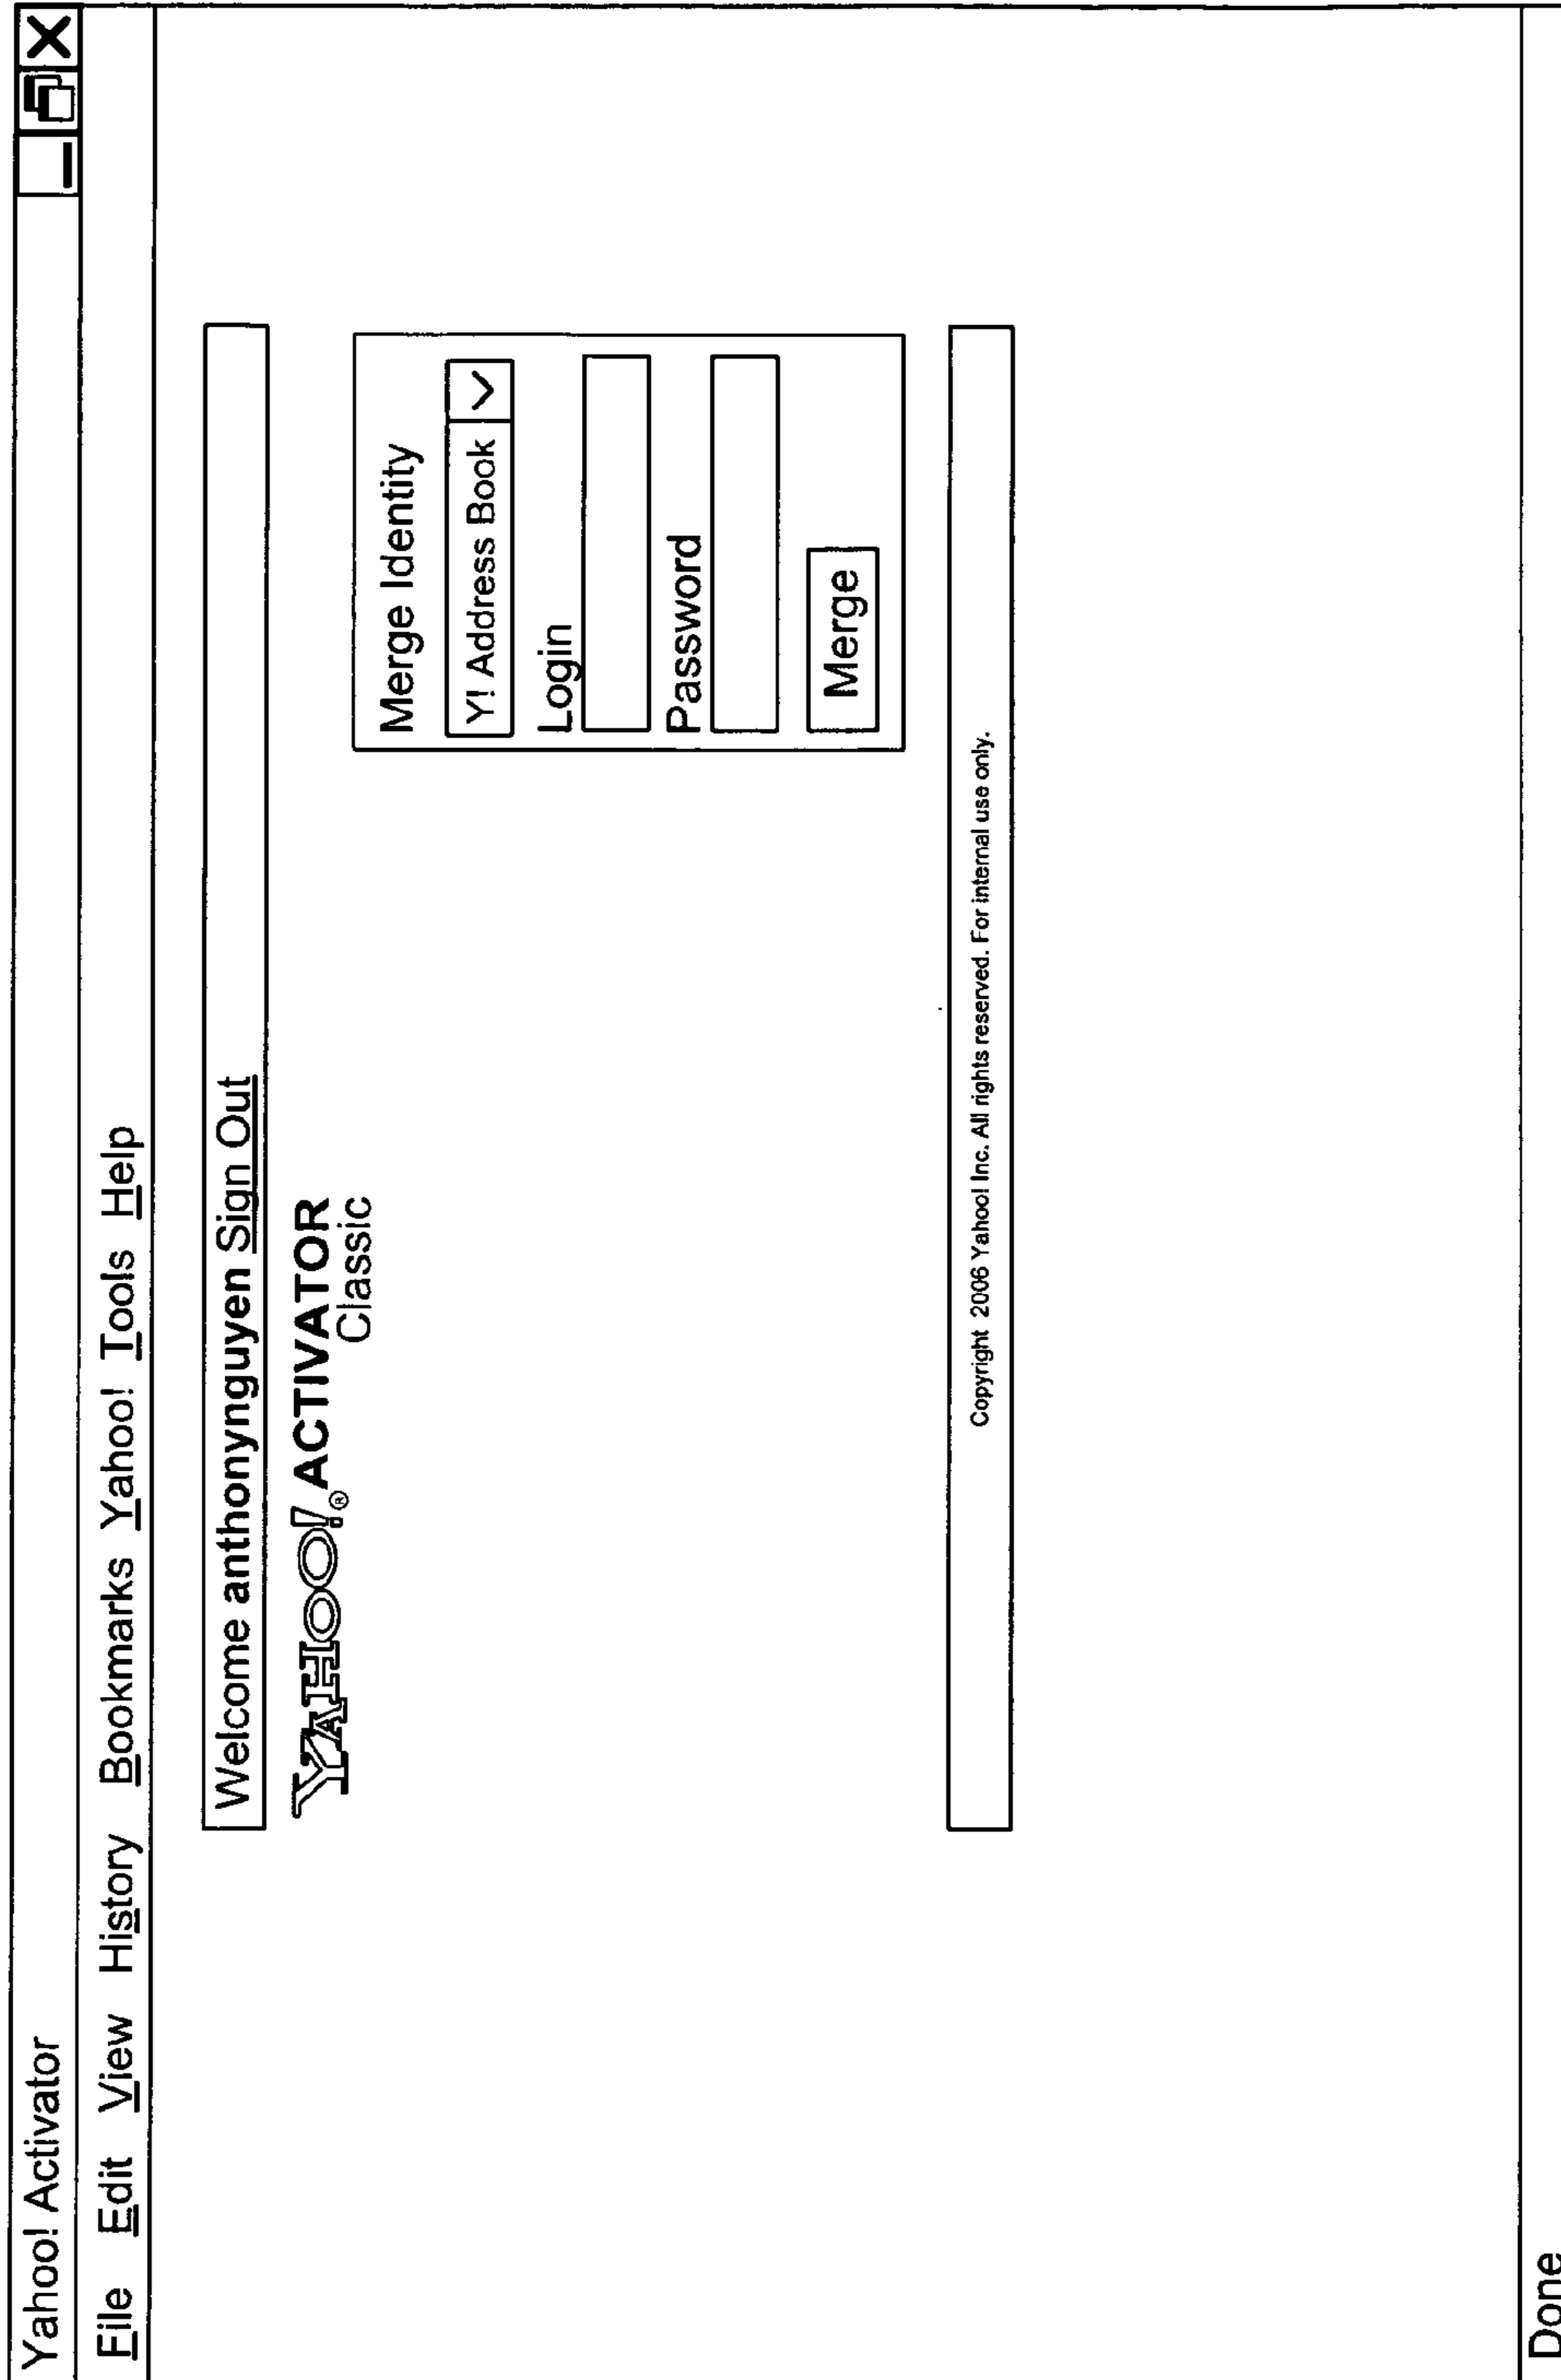 Yahoo! Activator
File Edit View History Bookmarks Yahoo! Tools Help
Welcome anthonynguyen Sign Out
YAHOO!® ACTIVATOR
Classic
Merge Identity
Y! Address Book
Login
Password
Merge
Copyright 2006 Yahoo! Inc. All rights reserved. For internal use only.
Done